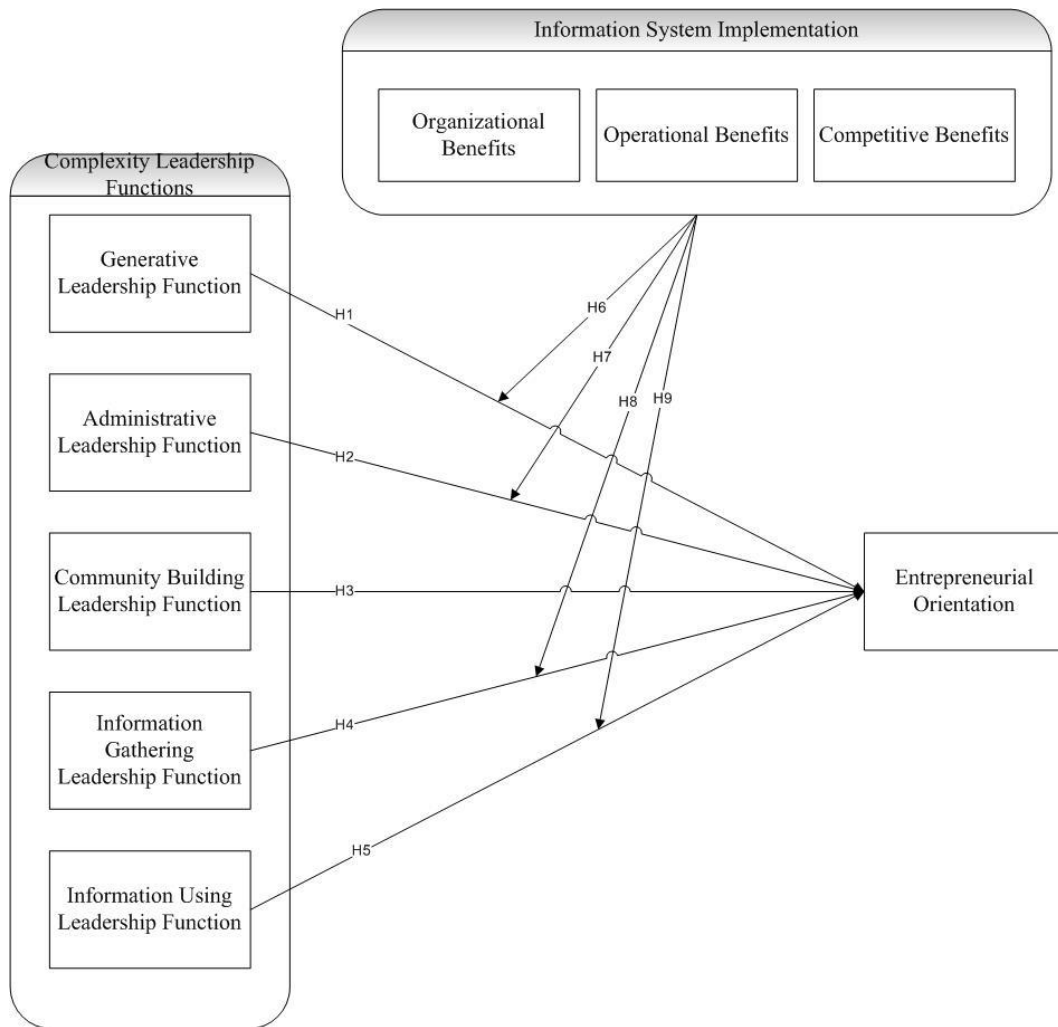 Information System Implementation
Organizational
Benefits
Operational Benefits
Competitive Benefits
Complexity Leadership
Functions
Generative
Leadership Function
Administrative
Leadership Function
Community Building
Leadership Function
Information
Gathering
Leadership Function
Information Using
Leadership Function
H1
H2
H3
H4
H5
H6
H7
H8
H9
Entrepreneurial
Orientation